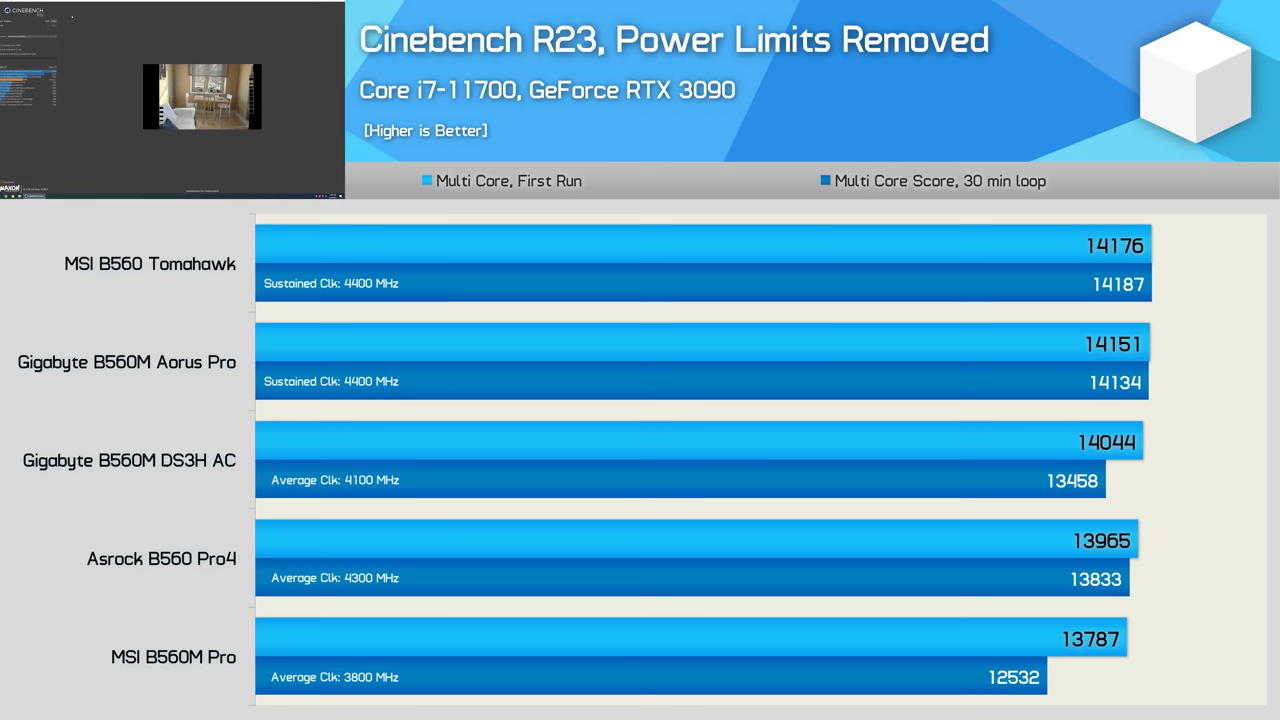 CINEBENCH
R23
MAXON
Cinebench R23, Power Limits Removed
Core i7-11700, GeForce RTX 3090
[Higher is Better]
Multi Core, First Run
Multi Core Score, 30 min loop
MSI B560 Tomahawk
14176
Sustained Clk: 4400 MHz
14187
Gigabyte B560M Aorus Pro
14151
Sustained Clk: 4400 MHz
14134
Gigabyte B560M DS3H AC
14044
Average Clk: 4100 MHz
13458
Asrock B560 Pro4
13965
Average Clk: 4300 MHz
13833
MSI B560M Pro
13787
Average Clk: 3800 MHz
12532